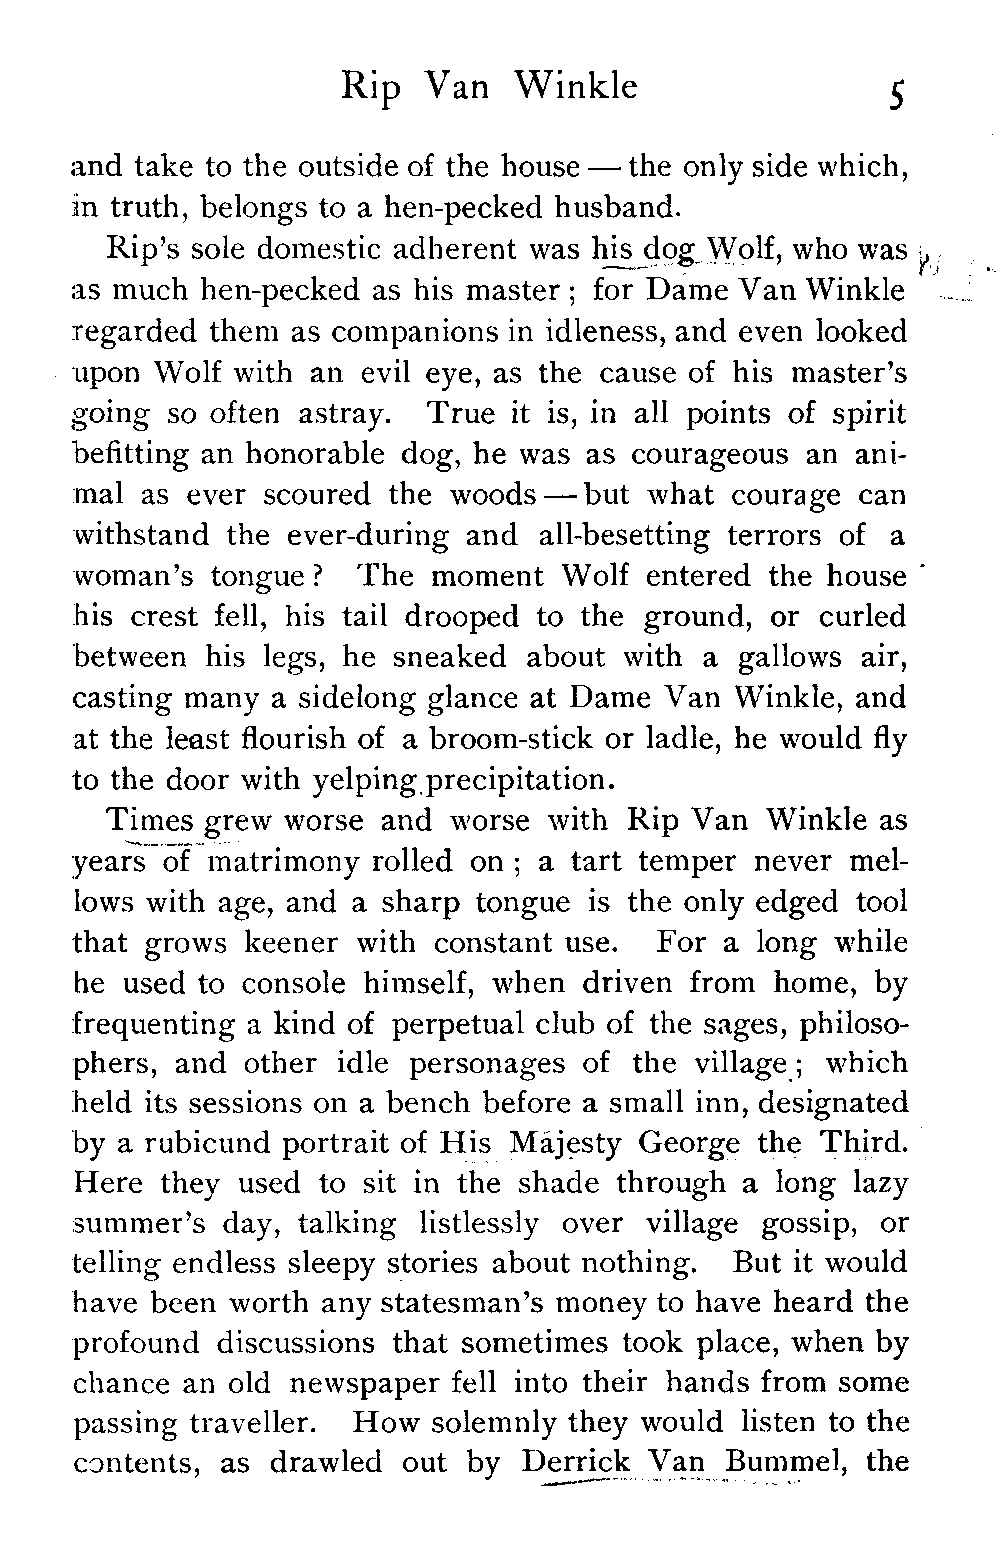 Rip Van Winkle 5
and take to the outside of the house — the only side which,
in truth, belongs to a hen-pecked husband.
Rip's sole domestic adherent was his dog Wolf, who was
as much hen-pecked as his master; for Dame Van Winkle
regarded them as companions in idleness, and even looked
upon Wolf with an evil eye, as the cause of his master's
going so often astray. True it is, in all points of spirit
befitting an honorable dog, he was as courageous an ani-
mal as ever scoured the woods — but what courage can
withstand the ever-during and all-besetting terrors of a
woman's tongue? The moment Wolf entered the house
his crest fell, his tail drooped to the ground, or curled
between his legs, he sneaked about with a gallows air,
casting many a sidelong glance at Dame Van Winkle, and
at the least flourish of a broom-stick or ladle, he would fly
to the door with yelping precipitation.
Times grew worse and worse with Rip Van Winkle as
years of matrimony rolled on; a tart temper never mel-
lows with age, and a sharp tongue is the only edged tool
that grows keener with constant use. For a long while
he used to console himself, when driven from home, by
frequenting a kind of perpetual club of the sages, philoso-
phers, and other idle personages of the village; which
held its sessions on a bench before a small inn, designated
by a rubicund portrait of His Majesty George the Third.
Here they used to sit in the shade through a long lazy
summer's day, talking listlessly over village gossip, or
telling endless sleepy stories about nothing. But it would
have been worth any statesman's money to have heard the
profound discussions that sometimes took place, when by
chance an old newspaper fell into their hands from some
passing traveller. How solemnly they would listen to the
contents, as drawled out by Derrick Van Bummel, the